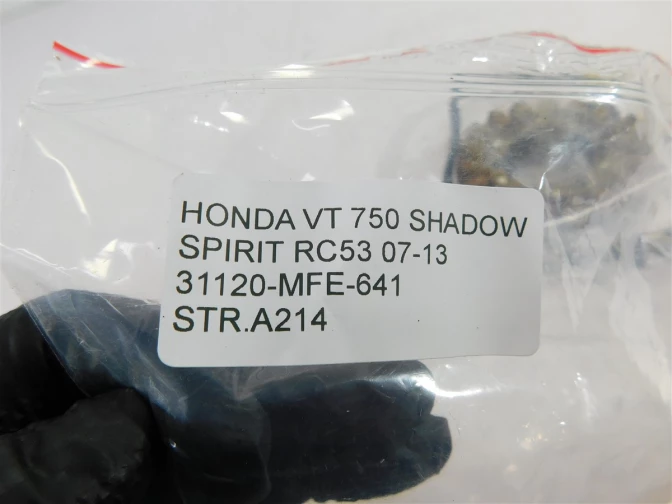 HONDA VT 750 SHADOW
SPIRIT RC53 07-13
31120-MFE-641
STR.A214